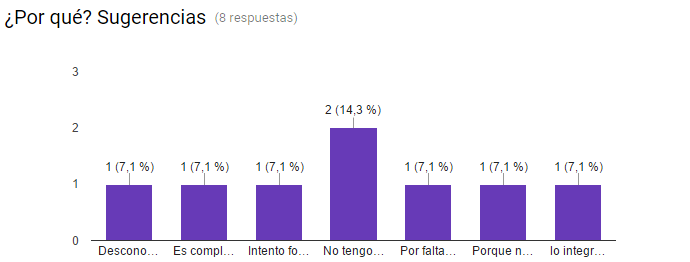 ¿Por qué? Sugerencias (8 respuestas)
3
2 (14,3 %)
2
1 (7,1 %) 1 (7,1 %) 1 (7,1 %) 1 (7,1 %) 1 (7,1 %) 1 (7,1 %)
1
0
Descono… Es compl… Intento fo… No tengo… Por falta… Porque n… lo integr…